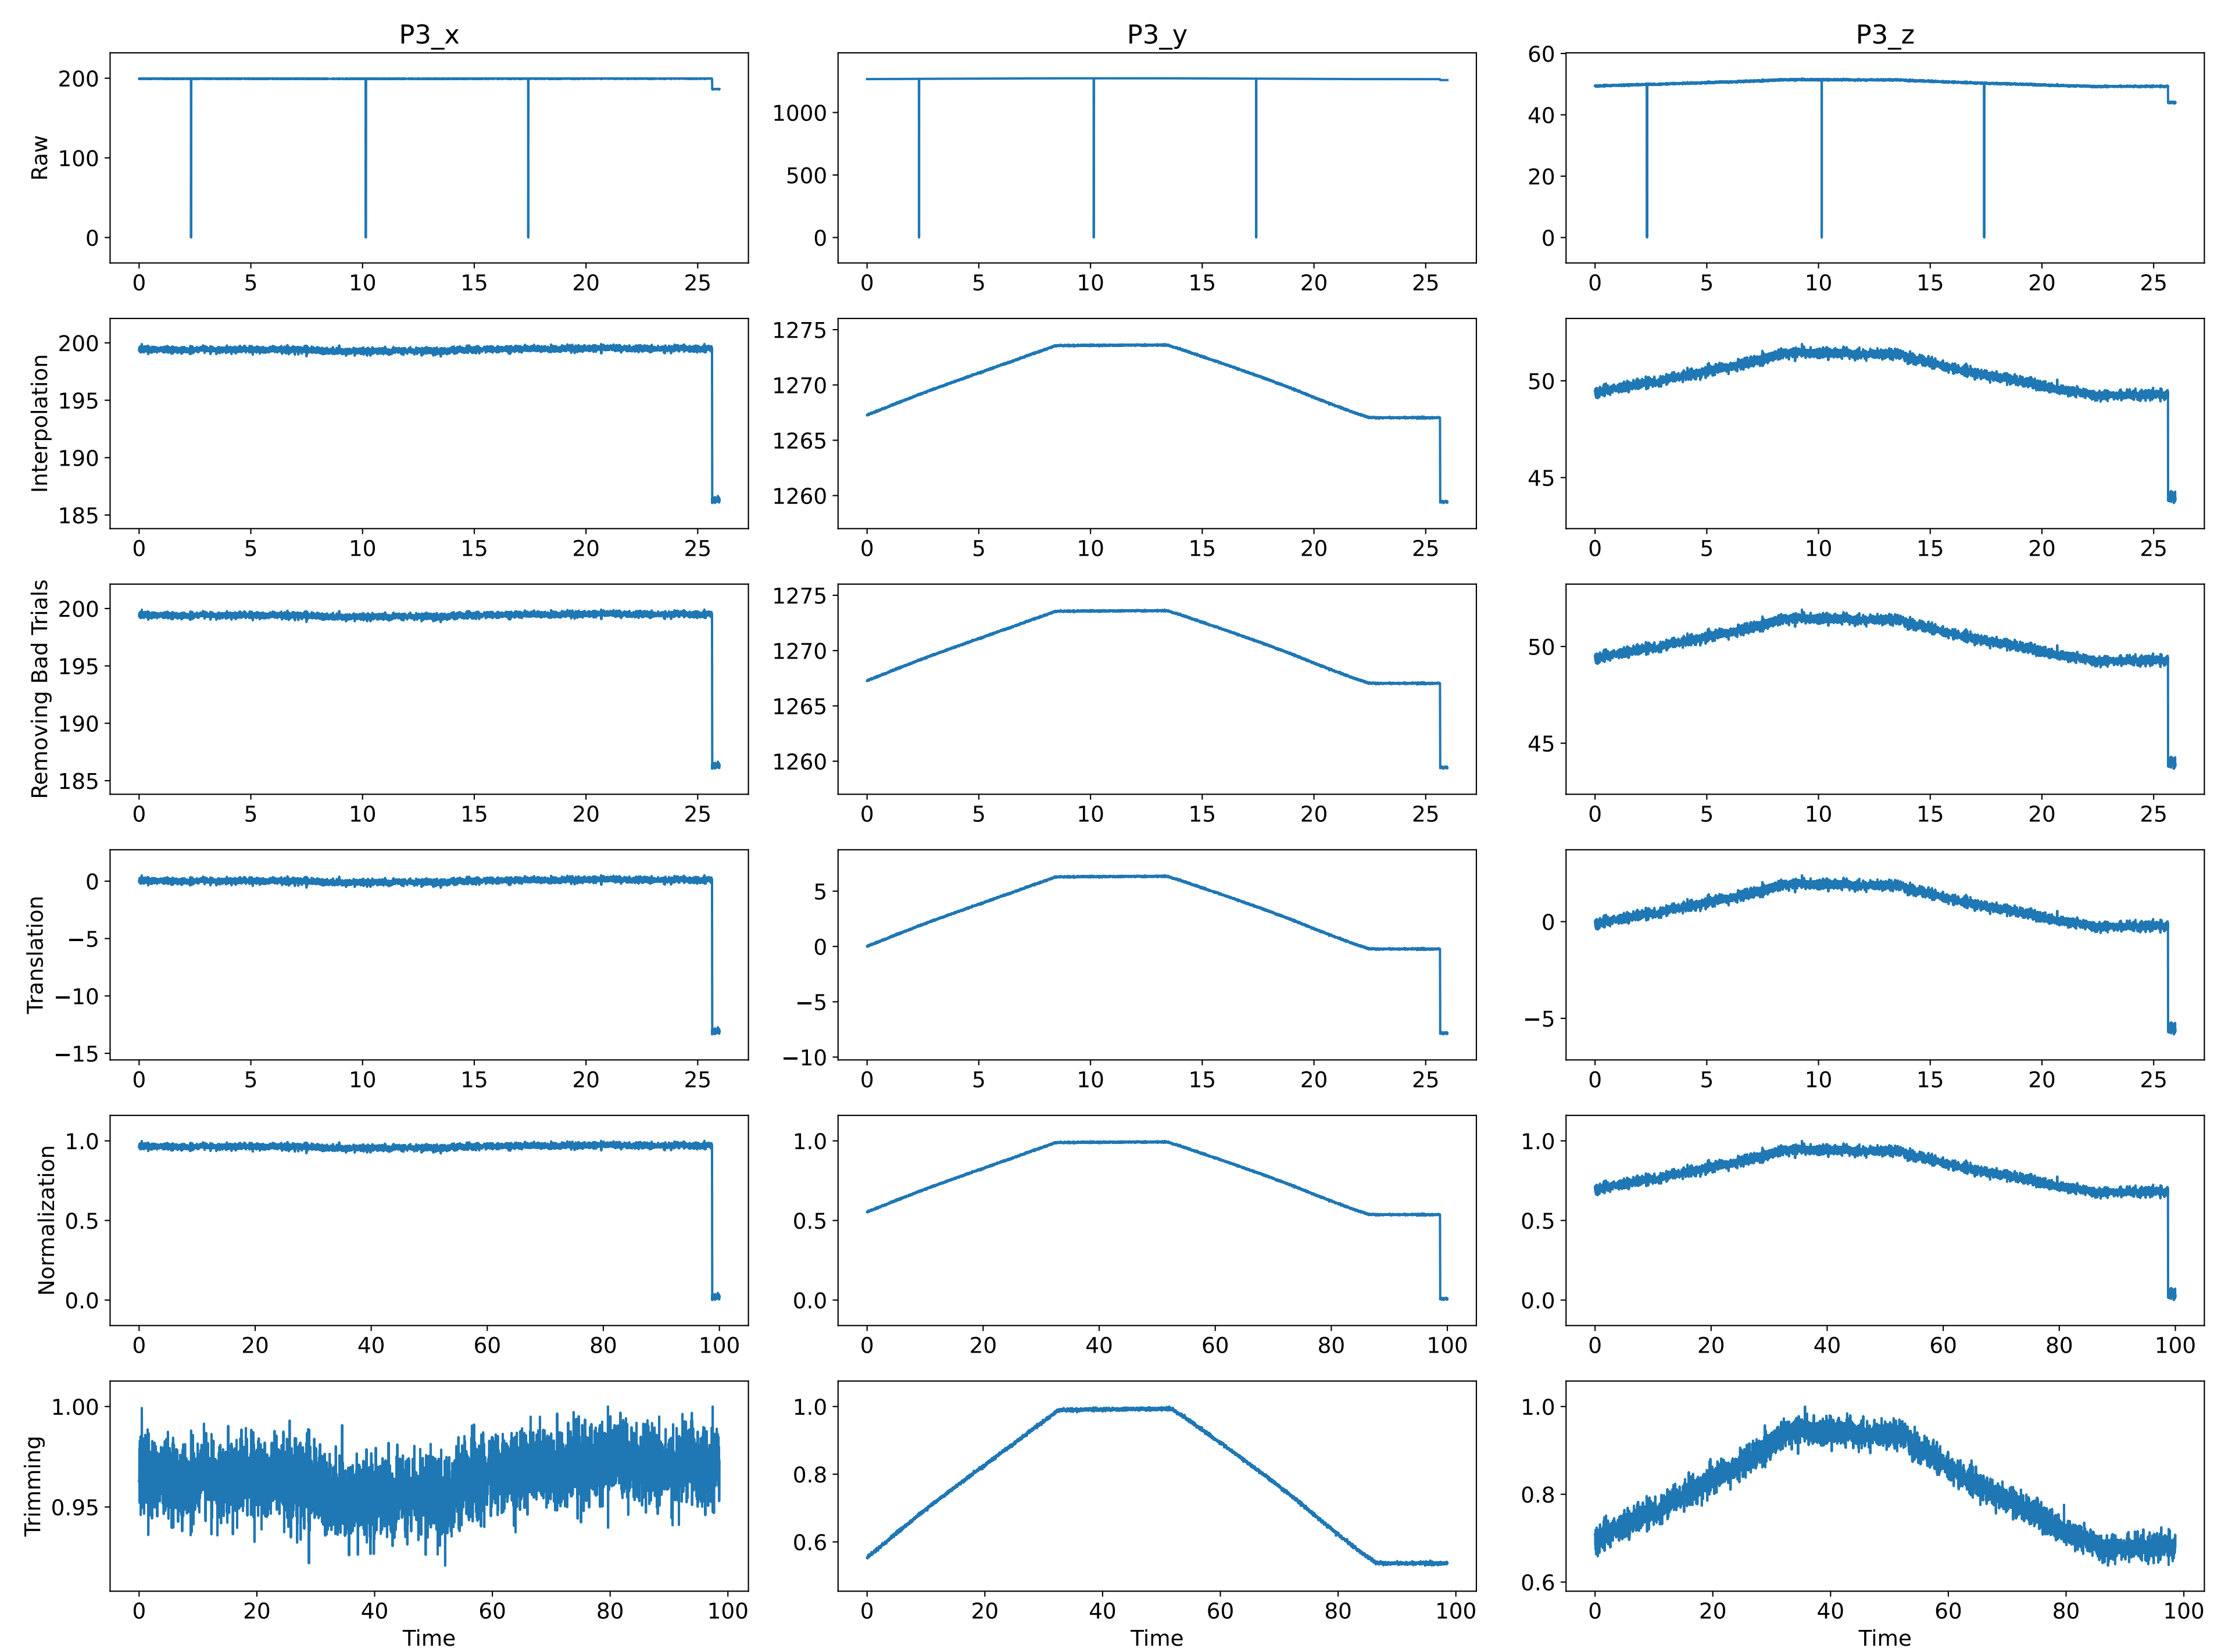 P3_x P3_y P3_z
Raw
200 100 0
1000 500 0
60 40 20 0
0 5 10 15 20 25
0 5 10 15 20 25
0 5 10 15 20 25
Interpolation
200 195 190 185
1275 1270 1265 1260
50 45
0 5 10 15 20 25
0 5 10 15 20 25
0 5 10 15 20 25
Removing Bad Trials
200 195 190 185
1275 1270 1265 1260
50 45
0 5 10 15 20 25
0 5 10 15 20 25
0 5 10 15 20 25
Translation
0 −5 −10 −15
5 0 −5 −10
0 −5
0 5 10 15 20 25
0 5 10 15 20 25
0 5 10 15 20 25
Normalization
1.0 0.5 0.0
1.0 0.5 0.0
1.0 0.5 0.0
0 20 40 60 80 100
0 20 40 60 80 100
0 20 40 60 80 100
Trimming
1.00 0.95
1.0 0.8 0.6
1.0 0.8 0.6
0 20 40 60 80 100
0 20 40 60 80 100
0 20 40 60 80 100
Time Time Time